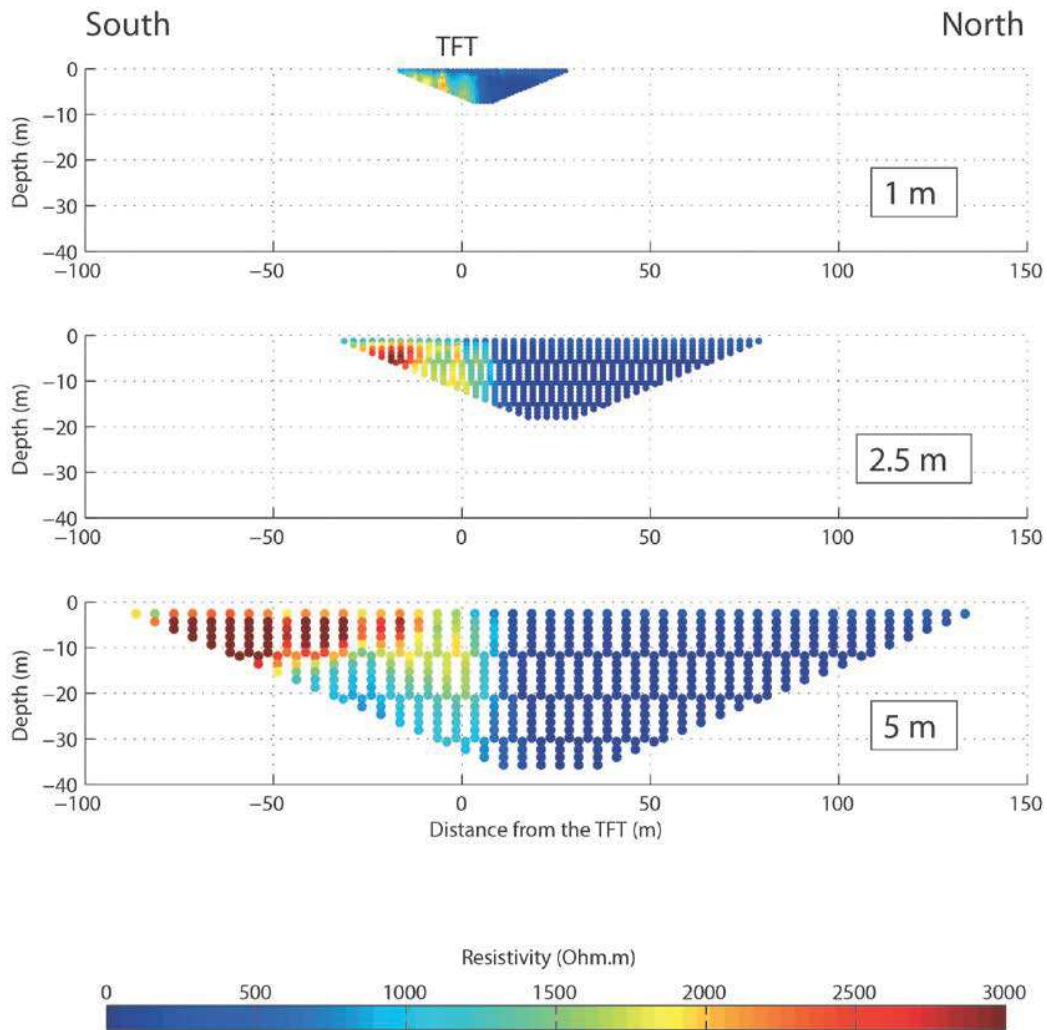 South North
TFT
0
−10
−20
−30
−40
Depth (m)
1 m
−100 −50 0 50 100 150
0
−10
−20
−30
−40
Depth (m)
2.5 m
−100 −50 0 50 100 150
0
−10
−20
−30
−40
Depth (m)
5 m
−100 −50 0 50 100 150
Distance from the TFT (m)
Resistivity (Ohm.m)
0 500 1000 1500 2000 2500 3000